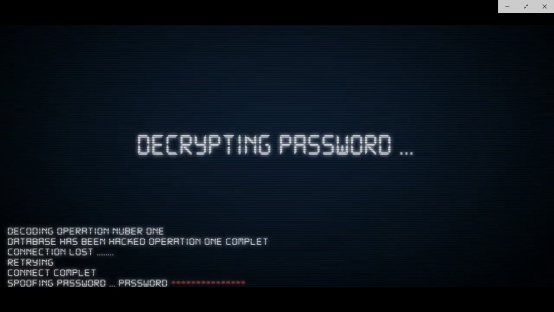 DECRYPTING PASSWORD ...
DECODING OPERATION NUBER ONE
DATABASE HAS BEEN HACKED OPERATION ONE COMPLET
CONNECTION LOST ........
RETRYING
CONNECT COMPLET
SPOOFING PASSWORD ... PASSWORD ***************